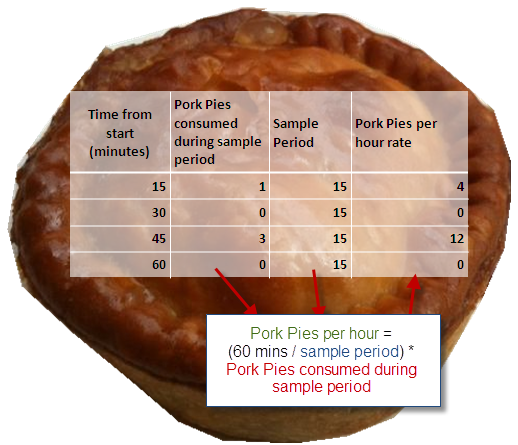 Time from start (minutes) Pork Pies consumed during sample period Sample Period Pork Pies per hour rate
15 1 15 4
30 0 15 0
45 3 15 12
60 0 15 0
Pork Pies per hour =
(60 mins / sample period) *
Pork Pies consumed during
sample period